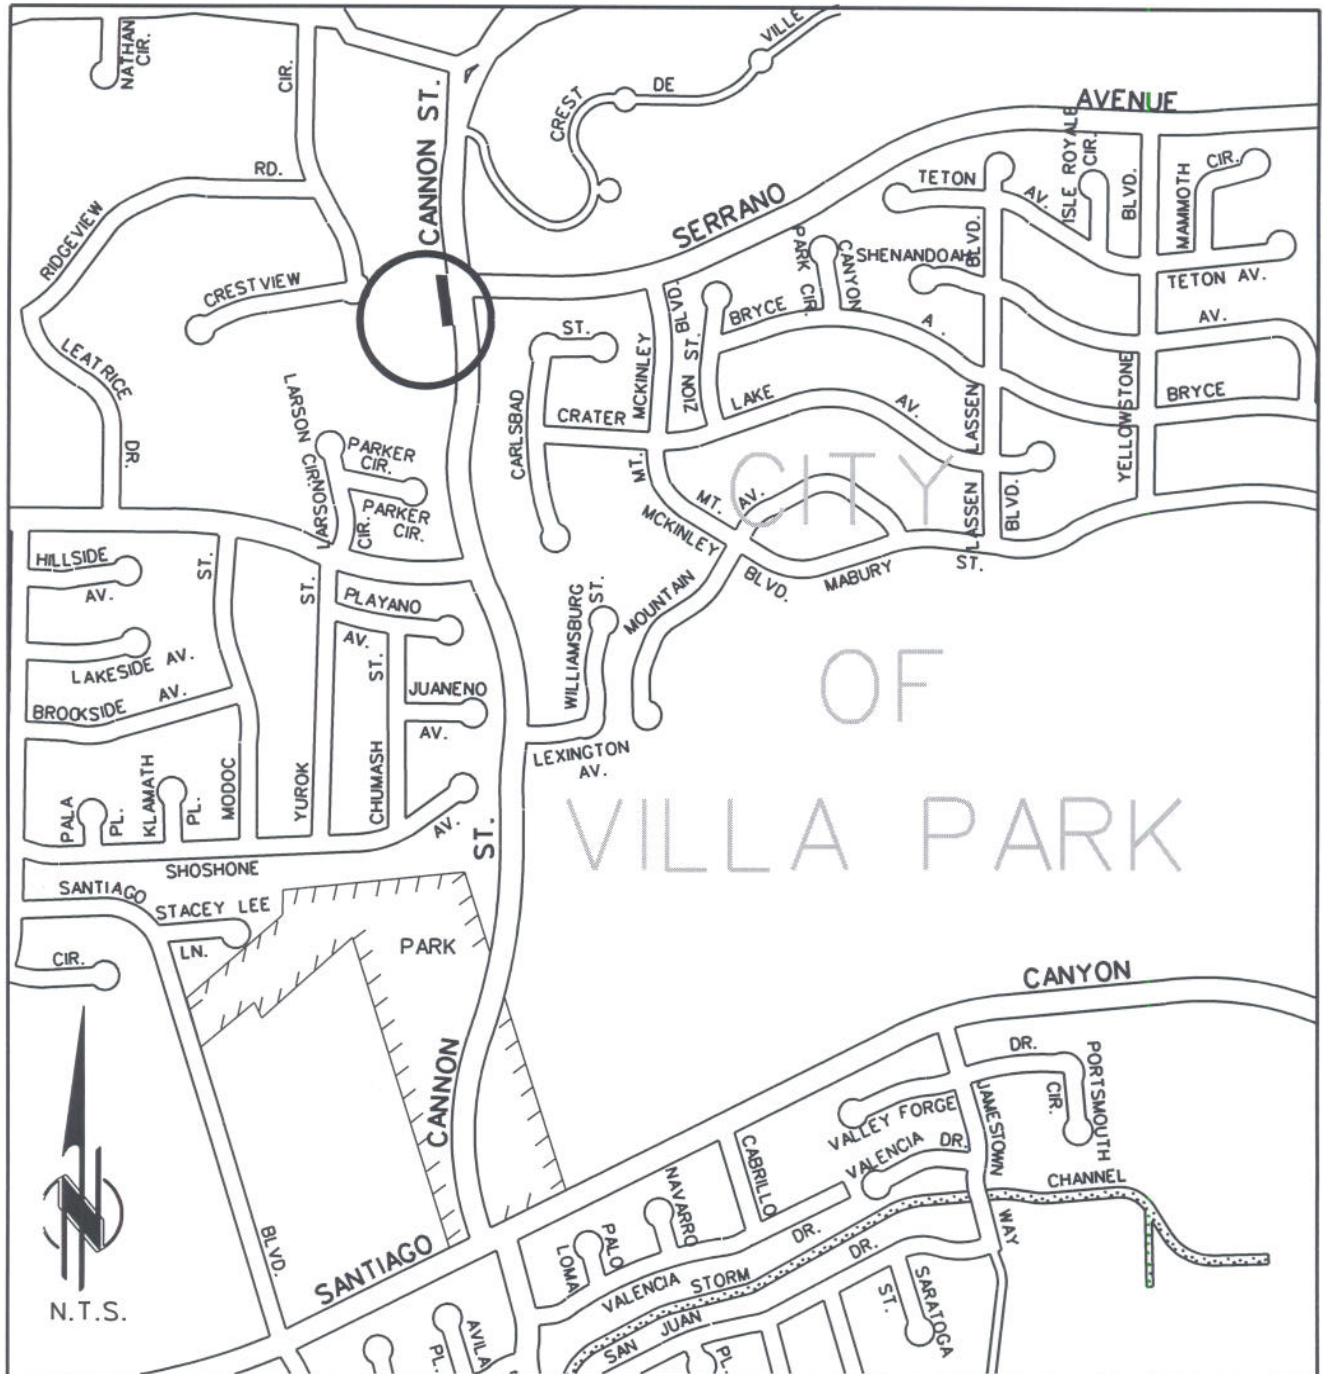 NATHAN
CIR.
CIR.
CANNON ST.
CREST
DE
VILLE
AVENUE
RD.
RIDGEVIEW
CRESTVIEW
SERRANO
TETON
AV.
ISLE ROYALE
CIR.
BLVD.
MAMMOTH
CIR.
TETON AV.
SHENANDOAH
BLVD.
PARK CIR.
CANYON
BRYCE
A .
AV.
BRYCE
LEATRICE
DR.
LARSON CIR.
PARKER
CIR.
PARKER
CIR.
LARSON
CIR.
ST.
CARLSBAD
CRATER
MCKINLEY
BLVD.
ZION ST.
LAKE
AV.
LASSEN
YELLOWSTONE
MT.
MCKINLEY
BLVD.
MT.
AV.
MABURY
ST.
LASSEN
BLVD.
CITY
OF
VILLA PARK
HILLSIDE
AV.
ST.
ST.
PLAYANO
AV.
ST.
LAKESIDE AV.
BROOKSIDE AV.
JUANENO
AV.
WILLIAMSBURG
ST.
MOUNTAIN
LEXINGTON
AV.
PALA
PL.
KLAMATH
PL.
MODOC
YUROK
CHUMASH
AV.
ST.
SHOSHONE
SANTIAGO
STACEY LEE
LN.
CIR.
PARK
CANNON
CANYON
DR.
PORTSMOUTH
CIR.
VALLEY FORGE
JAMESTOWN
WAY
VALENCIA DR.
CHANNEL
CABRILLO
NAVARRO
PALO
LOMA
BLVD.
SANTIAGO
VALENCIA
DR.
STORM
SAN JUAN
DR.
SARATOGA
ST.
AVILA
PL.
PL.
N.T.S.